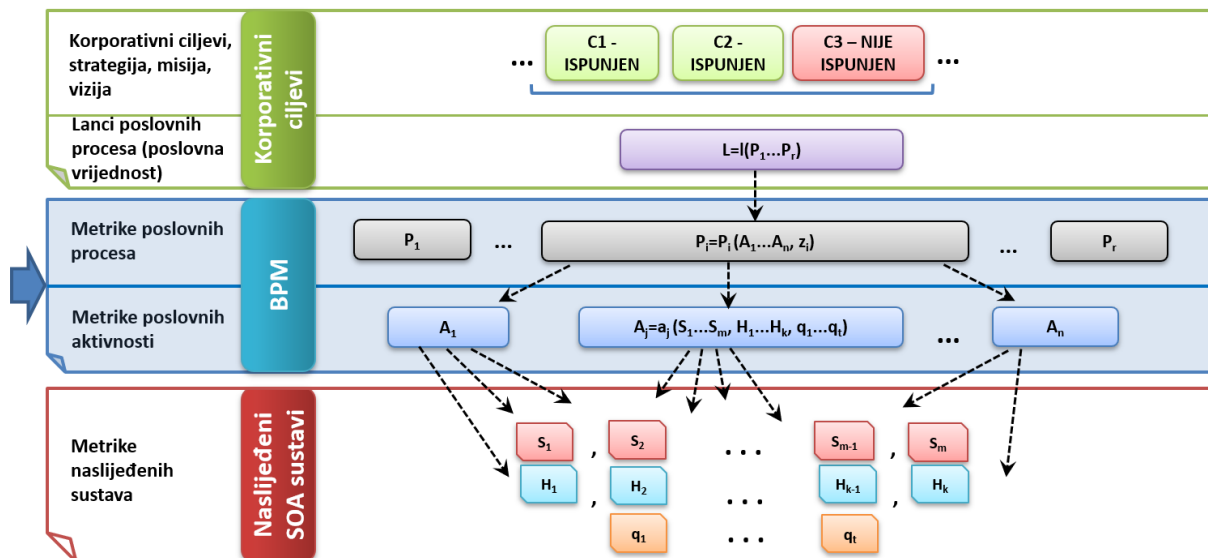 Korporativni ciljevi,
strategija, misija,
vizija
Korporativni
ciljevi
...
C1 -
ISPUNJEN
C2 -
ISPUNJEN
C3 – NIJE
ISPUNJEN
...
Lanci poslovnih
procesa (poslovna
vrijednost)
L=l(P₁...Pᵣ)
Metrike poslovnih
procesa
BPM
P₁
...
Pᵢ=Pᵢ (A₁...Aₙ, zᵢ)
...
Pᵣ
Metrike poslovnih
aktivnosti
A₁
Aⱼ=aⱼ (S₁...Sₘ, H₁...Hₖ, q₁...qₜ)
...
Aₙ
Metrike
naslijeđenih
sustava
Naslijeđeni
SOA sustavi
S₁ , S₂ ... Sₘ₋₁ , Sₘ
H₁ , H₂ ... Hₖ₋₁ , Hₖ
q₁ ... qₜ